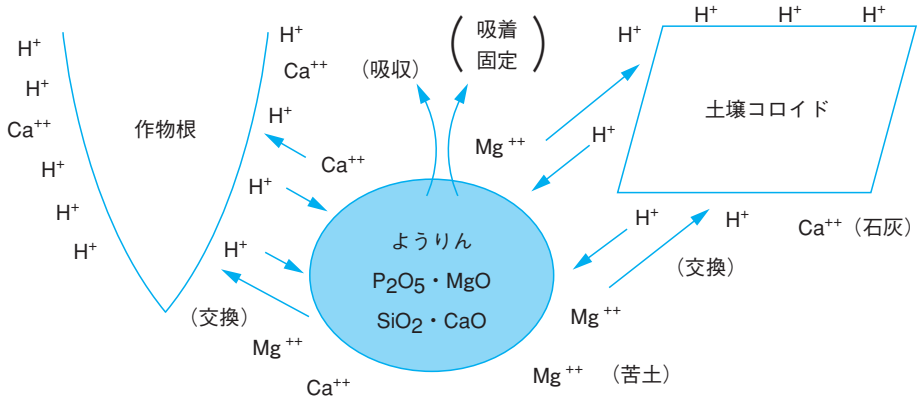 H⁺ H⁺ H⁺
H⁺
H⁺
H⁺
Ca⁺⁺
H⁺
Ca⁺⁺
H⁺
H⁺
H⁺
作物根
H⁺
Ca⁺⁺
H⁺
Ca⁺⁺
H⁺
H⁺
(交換)
Mg⁺⁺
Ca⁺⁺
(吸収)
(吸着
固定)
ようりん
P₂O₅・MgO
SiO₂・CaO
Mg⁺⁺
H⁺
土壌コロイド
H⁺
H⁺
Ca⁺⁺(石灰)
(交換)
Mg⁺⁺
Mg⁺⁺ (苦土)